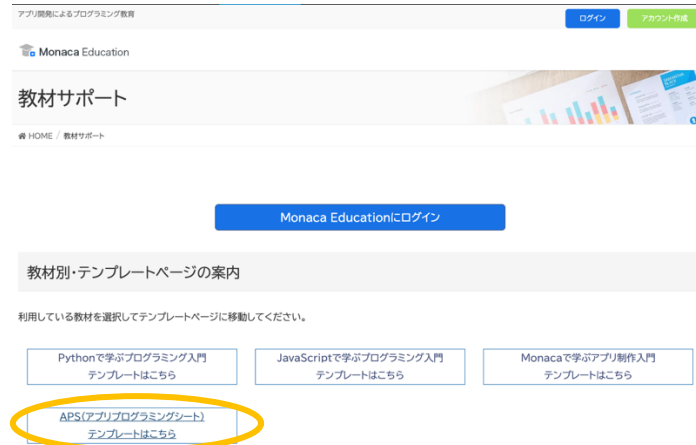 アプリ開発によるプログラミング教育
ログイン
アカウント作成
Monaca Education
教材サポート
HOME / 教材サポート
Monaca Educationにログイン
教材別・テンプレートページの案内
利用している教材を選択してテンプレートページに移動してください。
Pythonで学ぶプログラミング入門
テンプレートはこちら
JavaScriptで学ぶプログラミング入門
テンプレートはこちら
Monacaで学ぶアプリ制作入門
テンプレートはこちら
APS(アプリプログラミングシート)
テンプレートはこちら